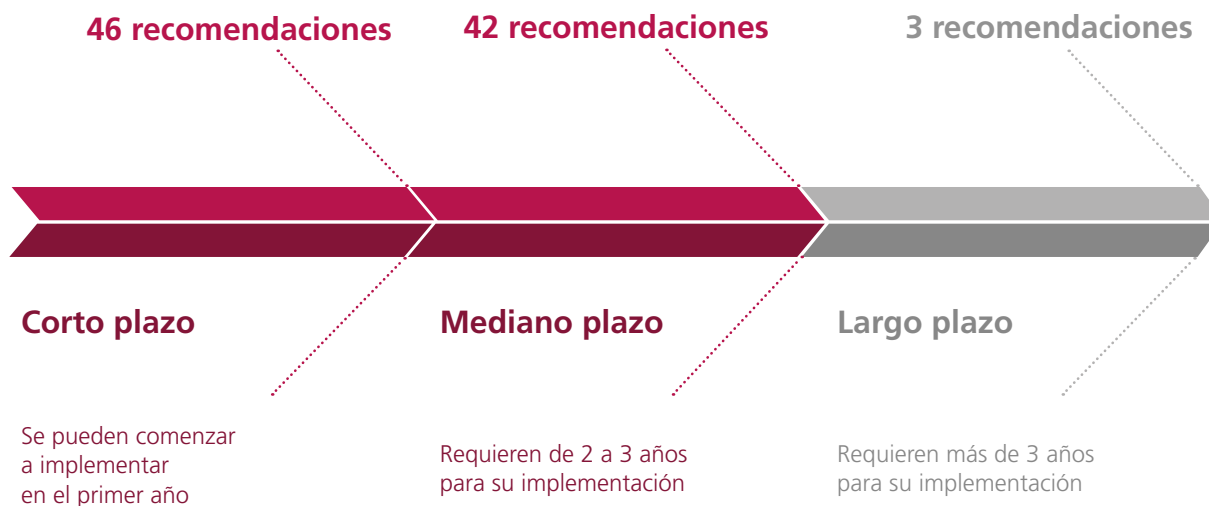 46 recomendaciones
42 recomendaciones
3 recomendaciones
Corto plazo
Mediano plazo
Largo plazo
Se pueden comenzar
a implementar
en el primer año
Requieren de 2 a 3 años
para su implementación
Requieren más de 3 años
para su implementación